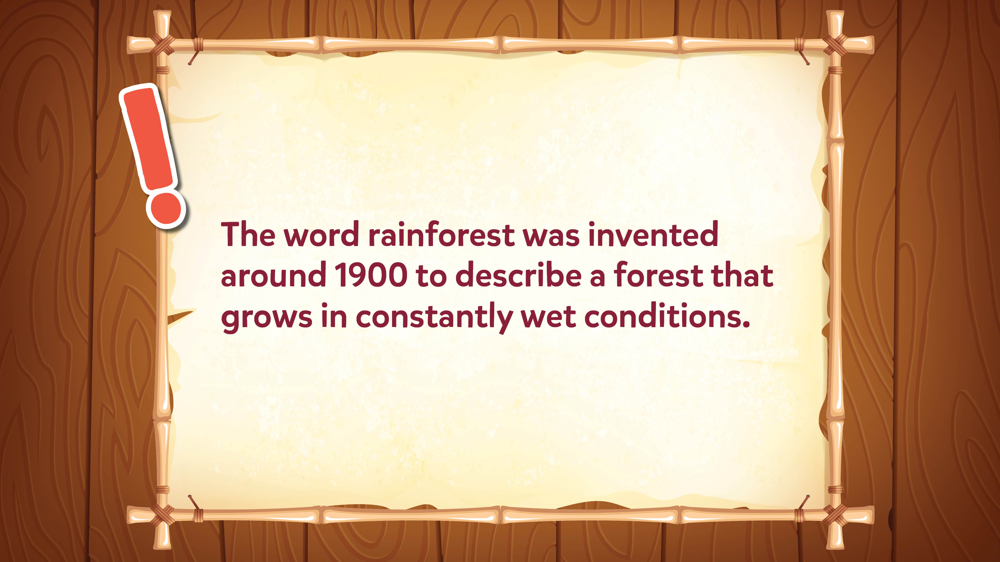 The word rainforest was invented
around 1900 to describe a forest that
grows in constantly wet conditions.